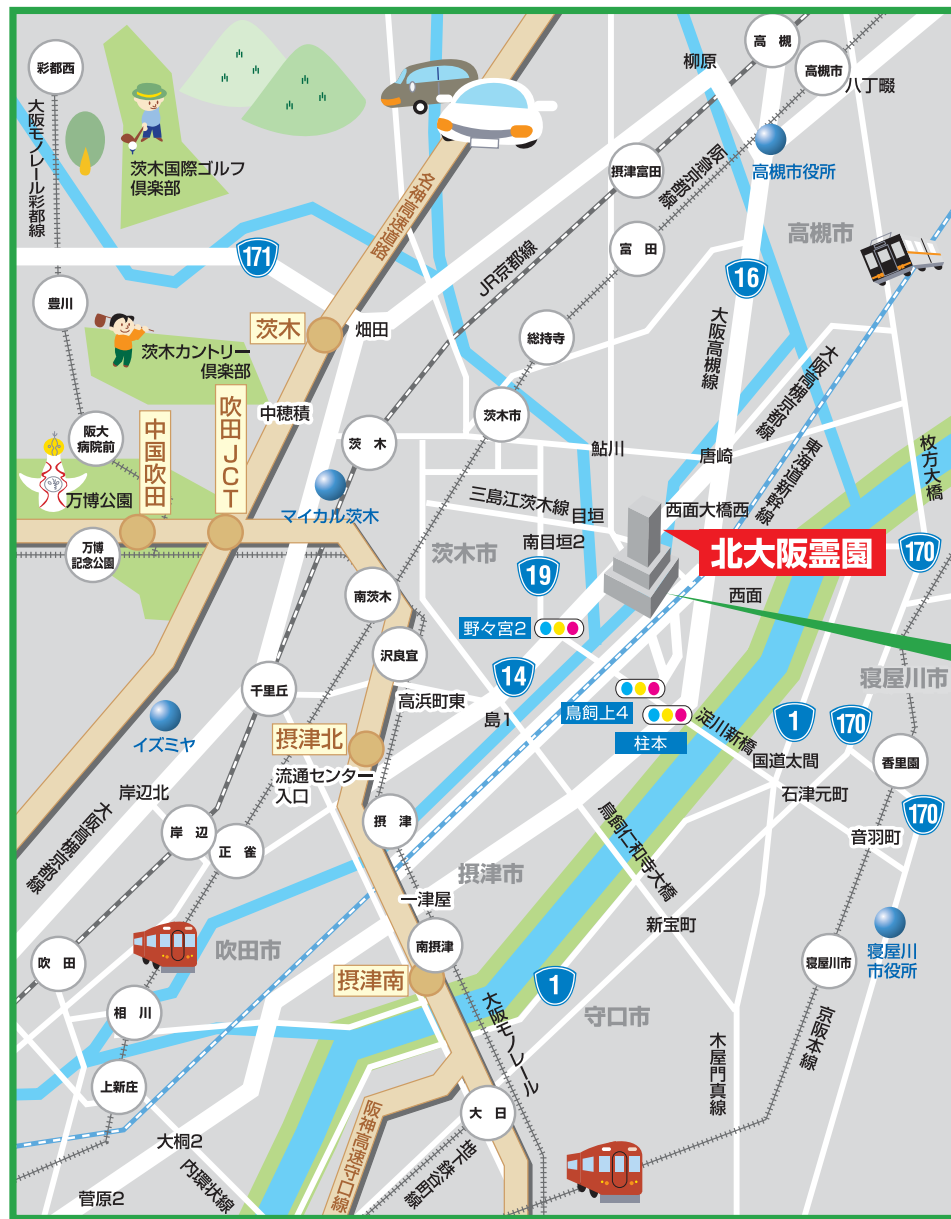 彩都西
大阪モノレール彩都線
茨木国際ゴルフ
倶楽部
名神高速道路
柳原
高槻
高槻市
八丁畷
高槻市役所
摂津富田
阪急京都線
富田
高槻市
171
JR京都線
16
豊川
茨木カントリー
倶楽部
茨木
畑田
総持寺
大阪高槻線
大阪高槻京都線
東海道新幹線
枚方大橋
阪大
病院前
中国吹田
吹田JCT
中穂積
茨木
茨木市
鮎川
唐崎
万博公園
マイカル茨木
三島江茨木線
目垣
西面大橋西
万博
記念公園
茨木市
南目垣2
19
北大阪霊園
170
南茨木
西面
野々宮2
沢良宜
寝屋川市
千里丘
高浜町東
14
島1
鳥飼上4
柱本
淀川新橋
1
170
イズミヤ
摂津北
国道太間
香里園
流通センター
入口
石津元町
170
岸辺北
大阪高槻京都線
岸辺
正雀
摂津
鳥飼仁和寺大橋
音羽町
摂津市
一津屋
新宝町
吹田市
南摂津
寝屋川市
寝屋川
市役所
吹田
摂津南
1
相川
大阪モノレール
守口市
木屋門真線
京阪本線
上新庄
大日
阪神高速守口線
地下鉄谷町線
大桐2
内環状線
菅原2